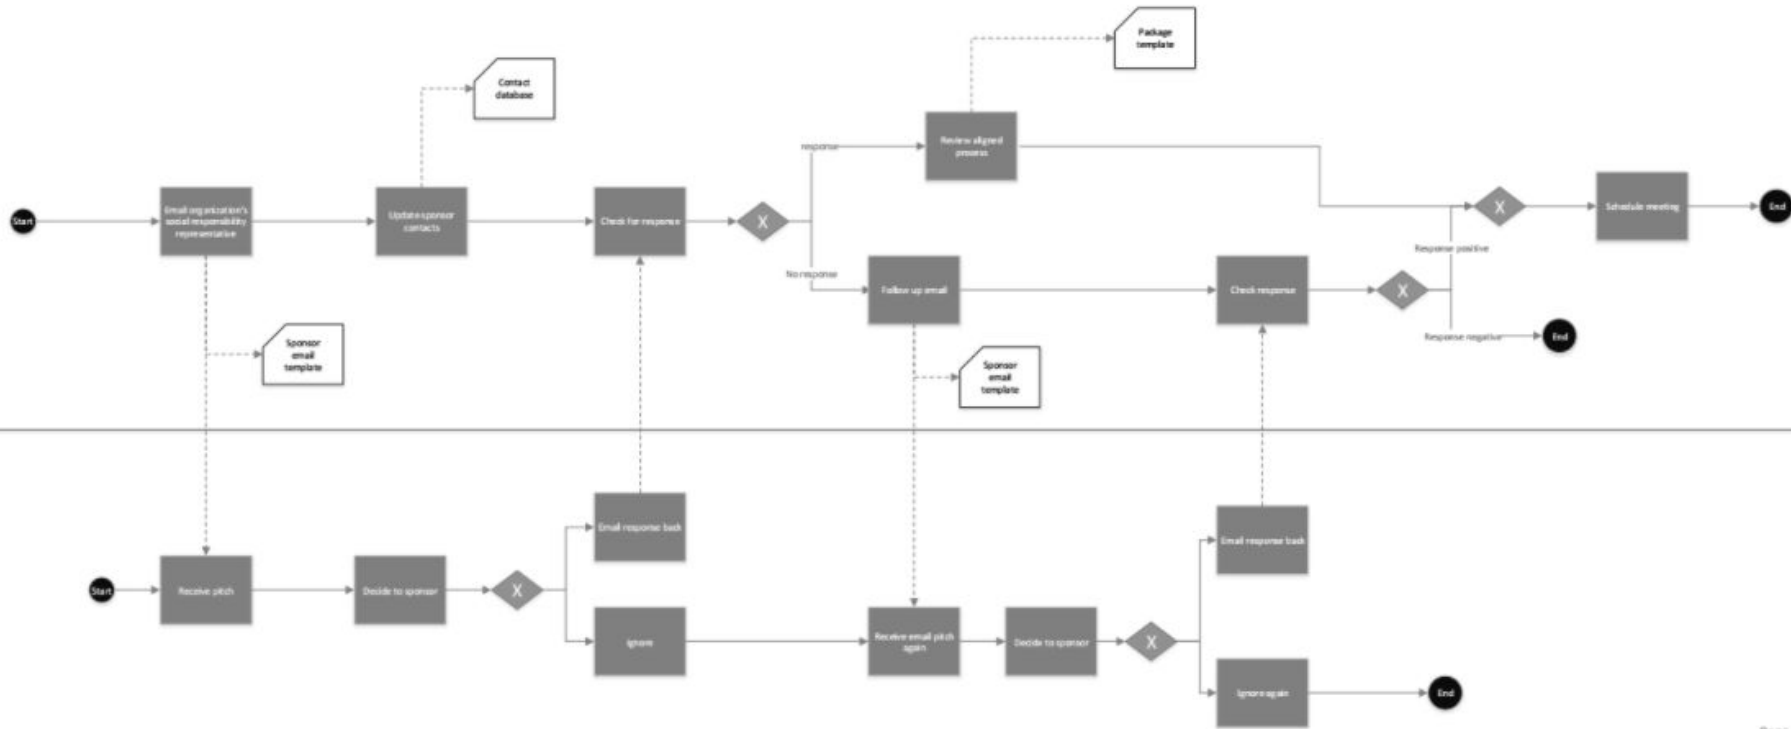 Package
template
Contact
database
response
Review aligned
process
Start
Email organization's
social responsibility
representative
Update sponsor
contacts
Check for response
X
X
Schedule meeting
End
Response positive
No response
Follow up email
Check response
X
Response negative
End
Sponsor
email
template
Sponsor
email
template
Email response back
Email response back
Start
Receive pitch
Decide to sponsor
X
Ignore
Receive email pitch
again
Decide to sponsor
X
Ignore again
End